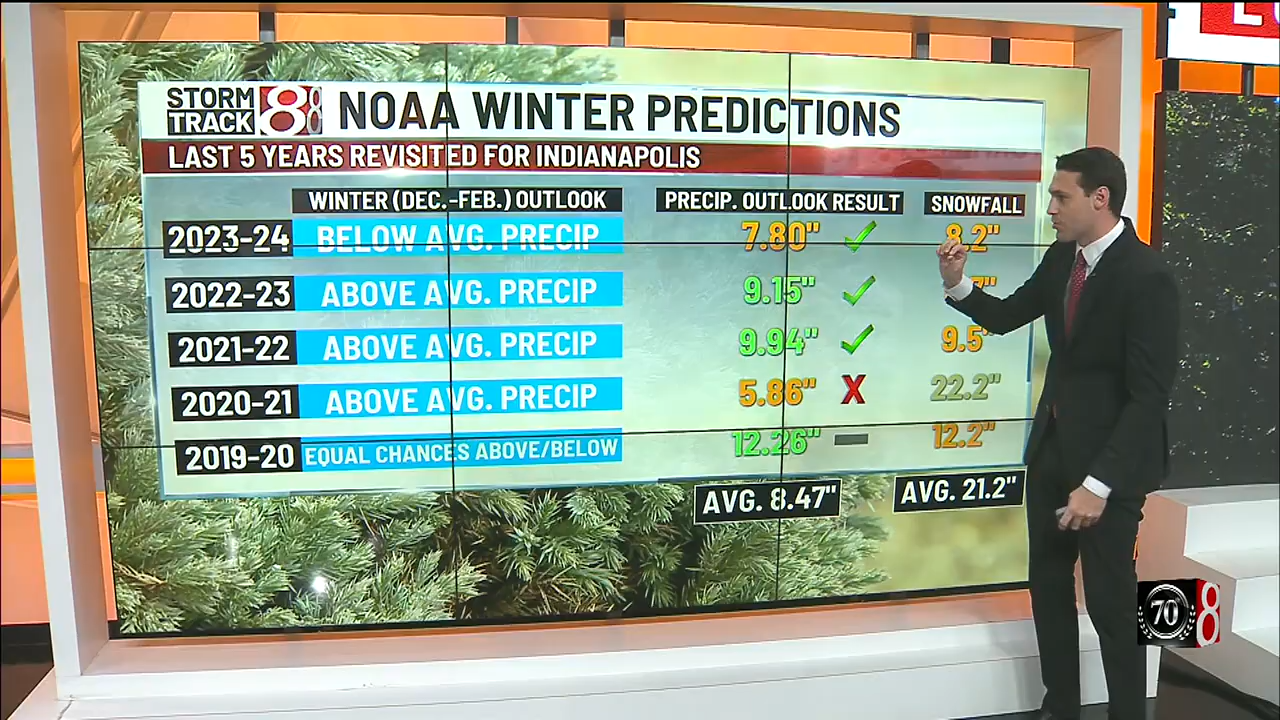 STORM TRACK 8 8 NOAA WINTER PREDICTIONS
LAST 5 YEARS REVISITED FOR INDIANAPOLIS
WINTER (DEC.-FEB.) OUTLOOK PRECIP. OUTLOOK RESULT SNOWFALL
2023-24 BELOW AVG. PRECIP 7.80" 8.2"
2022-23 ABOVE AVG. PRECIP 9.15"
2021-22 ABOVE AVG. PRECIP 9.94" 9.5"
2020-21 ABOVE AVG. PRECIP 5.86" X 22.2"
2019-20 EQUAL CHANCES ABOVE/BELOW 12.26" 12.2"
AVG. 8.47" AVG. 21.2"
70 8